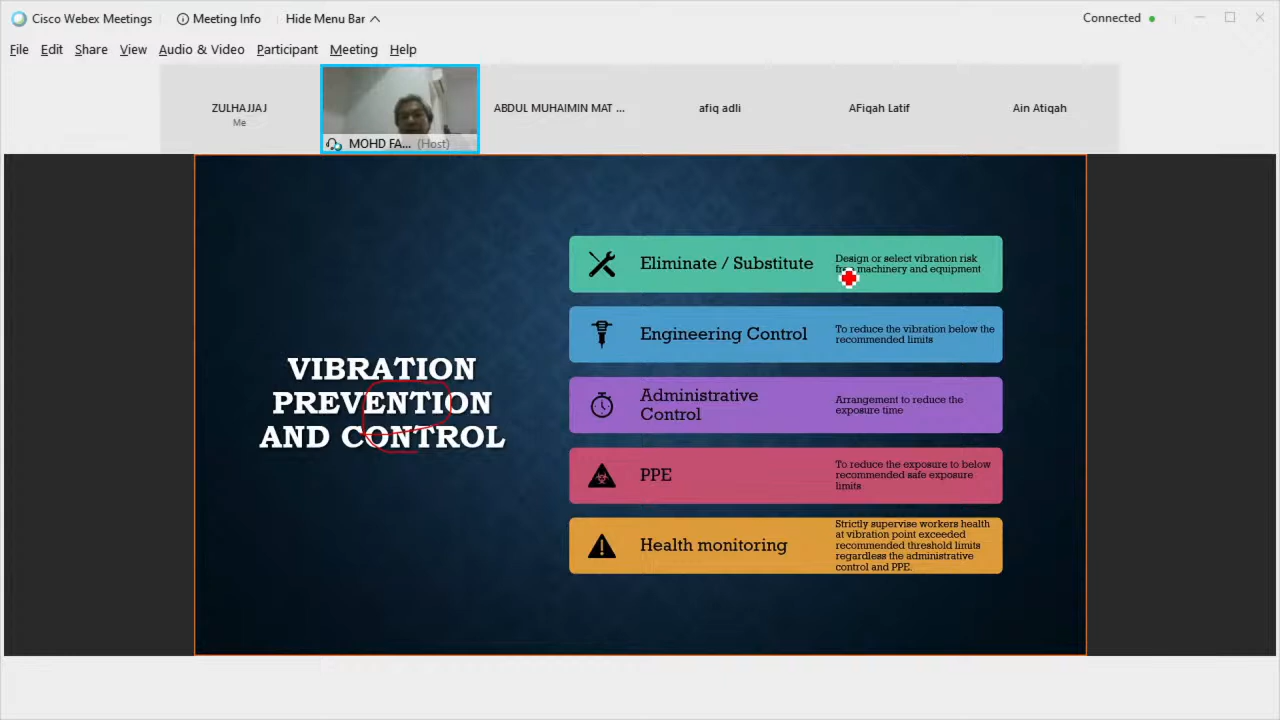 Cisco Webex Meetings
Meeting Info
Hide Menu Bar
Connected
File Edit Share View Audio & Video Participant Meeting Help
ZULHAJJAJ
Me
MOHD FA... (Host)
ABDUL MUHAIMIN MAT ...
afiq adli
AFiqah Latif
Ain Atiqah
VIBRATION
PREVENTION
AND CONTROL
Eliminate / Substitute
Design or select vibration risk
free machinery and equipment
Engineering Control
To reduce the vibration below the
recommended limits
Administrative
Control
Arrangement to reduce the
exposure time
PPE
To reduce the exposure to below
recommended safe exposure
limits
Health monitoring
Strictly supervise workers health
at vibration point exceeded
recommended threshold limits
regardless the administrative
control and PPE.